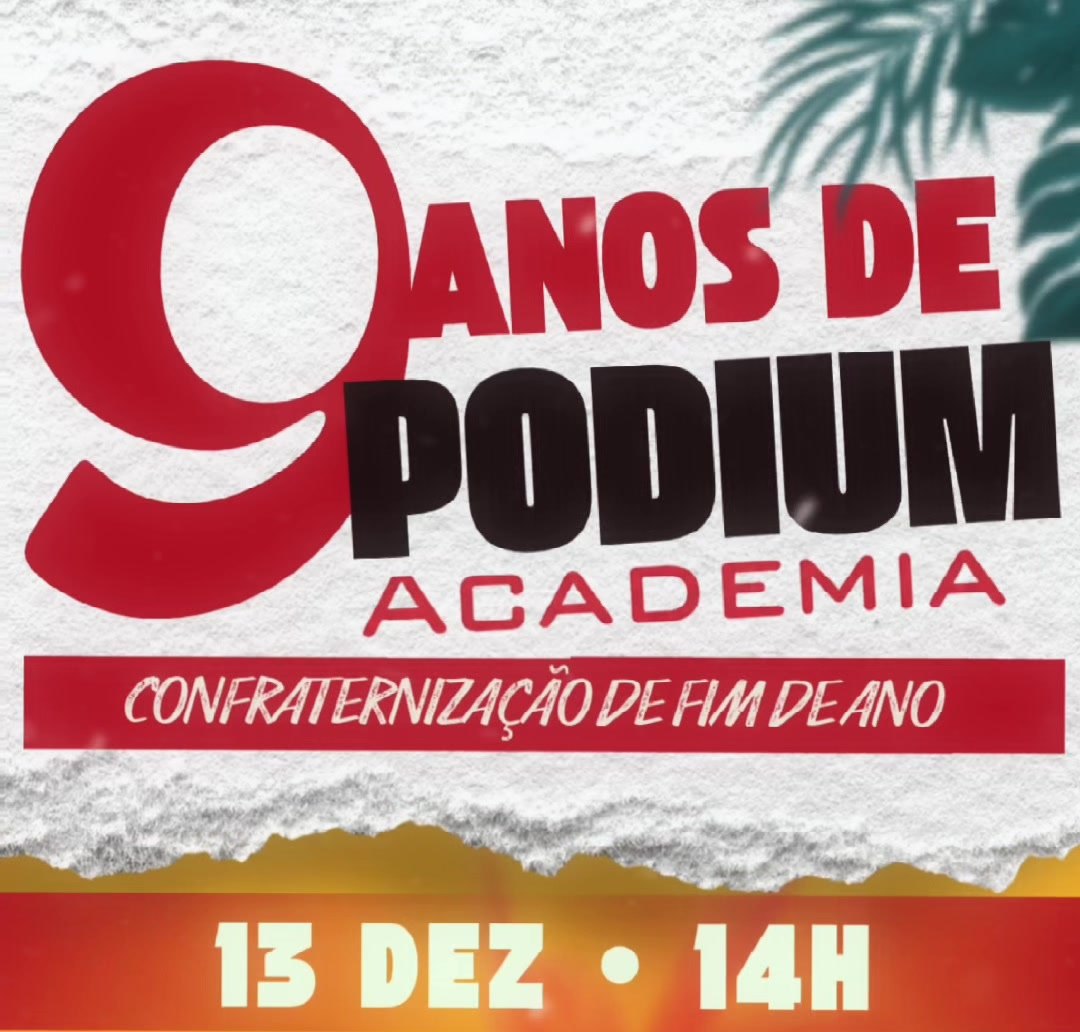 9 ANOS DE
PODIUM
ACADEMIA
CONFRATERNIZAÇÃO DE FIM DE ANO
13 DEZ • 14H